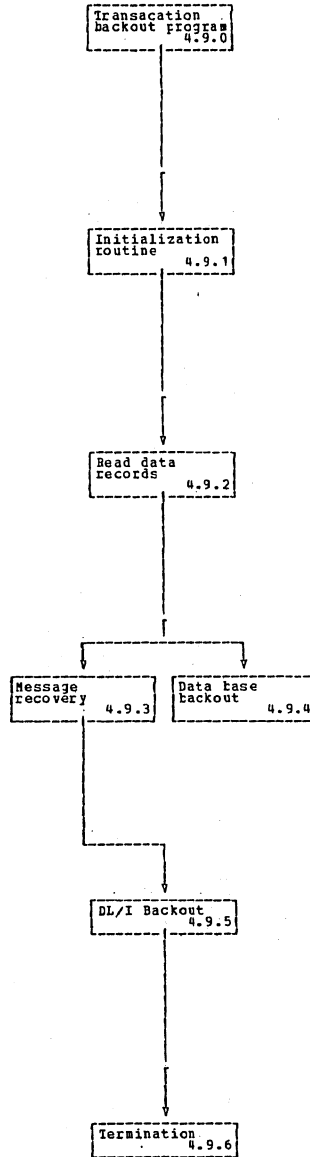 Transacation
backout program
4.9.0
Initialization
routine
4.9.1
Read data
records
4.9.2
Message
recovery
4.9.3
Data base
backout
4.9.4
DL/I Backout
4.9.5
Termination
4.9.6